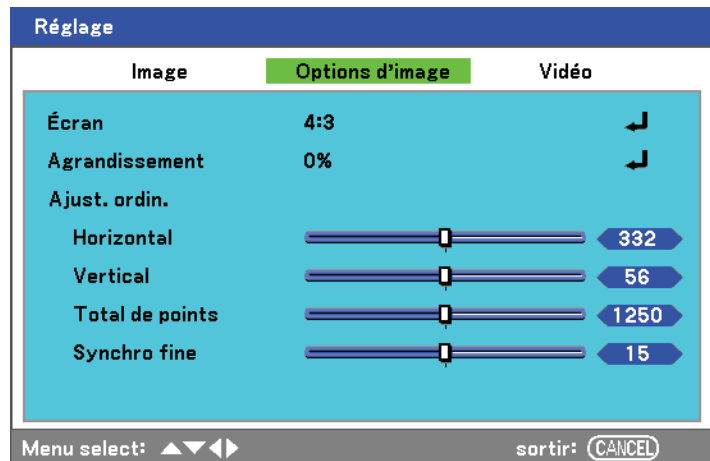 Réglage
Image Options d'image Vidéo
Écran 4:3
Agrandissement 0%
Ajust. ordin.
Horizontal 332
Vertical 56
Total de points 1250
Synchro fine 15
Menu select: ▲▼◀▶ sortir: CANCEL